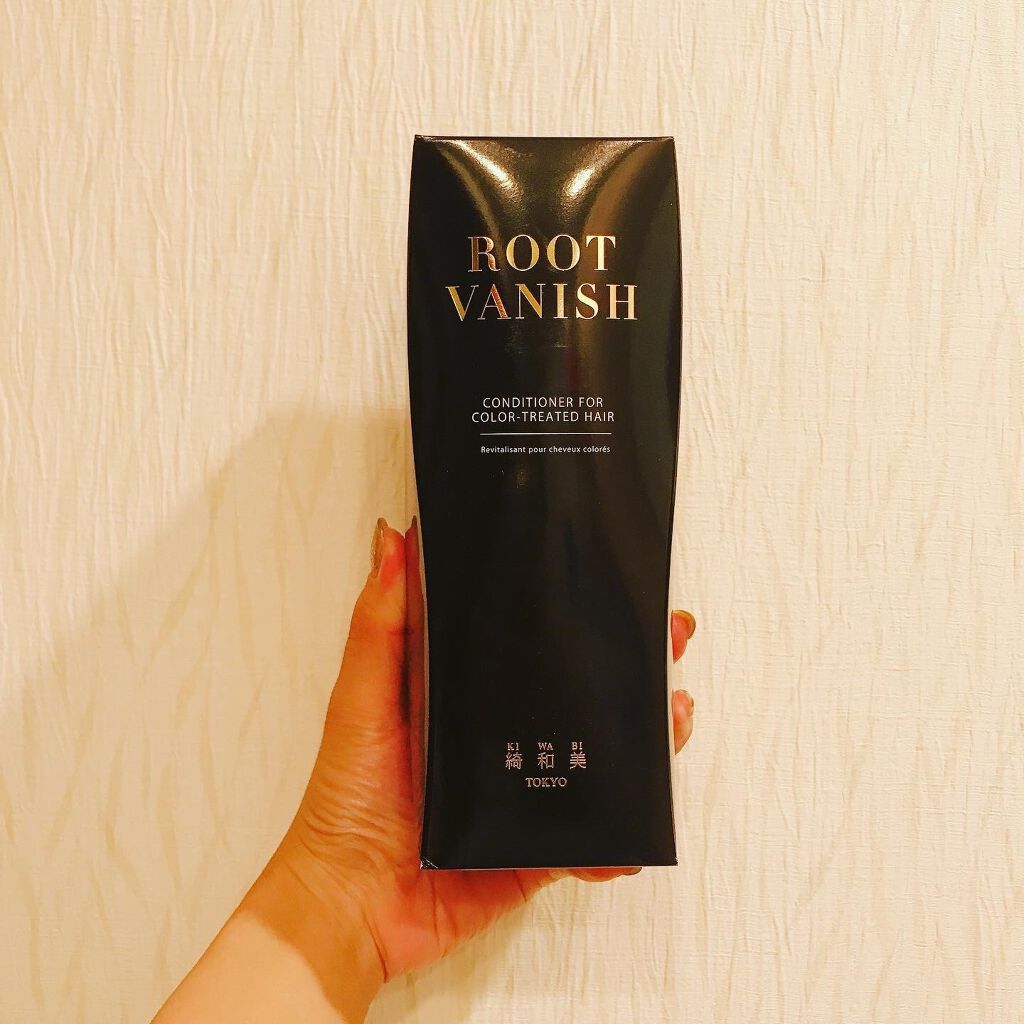 ROOT
VANISH
CONDITIONER FOR
COLOR-TREATED HAIR
Revitalisant pour cheveux colorés
KI WA BI
綺和美
TOKYO